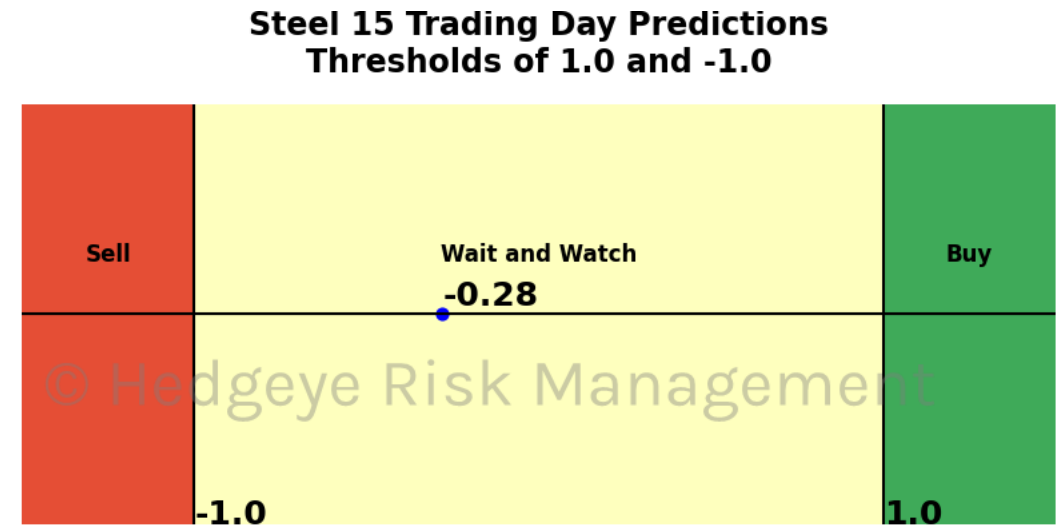 Steel 15 Trading Day Predictions
Thresholds of 1.0 and -1.0
Sell
Wait and Watch
Buy
-0.28
© Hedgeye Risk Management
-1.0
1.0